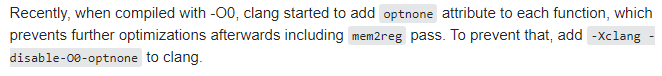 Recently, when compiled with -O0, clang started to add optnone attribute to each function, which
prevents further optimizations afterwards including mem2reg pass. To prevent that, add -Xclang -
disable-O0-optnone to clang.